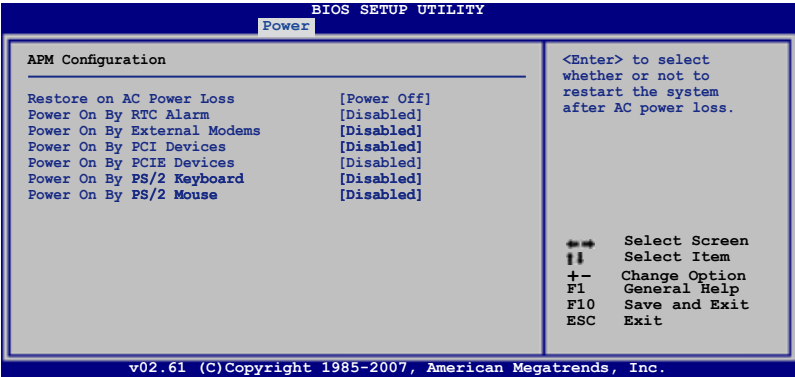 BIOS SETUP UTILITY
Power
APM Configuration
Restore on AC Power Loss [Power Off]
Power On By RTC Alarm [Disabled]
Power On By External Modems [Disabled]
Power On By PCI Devices [Disabled]
Power On By PCIE Devices [Disabled]
Power On By PS/2 Keyboard [Disabled]
Power On By PS/2 Mouse [Disabled]
<Enter> to select
whether or not to
restart the system
after AC power loss.
←→ Select Screen
↑↓ Select Item
+- Change Option
F1 General Help
F10 Save and Exit
ESC Exit
v02.61 (C)Copyright 1985-2007, American Megatrends, Inc.